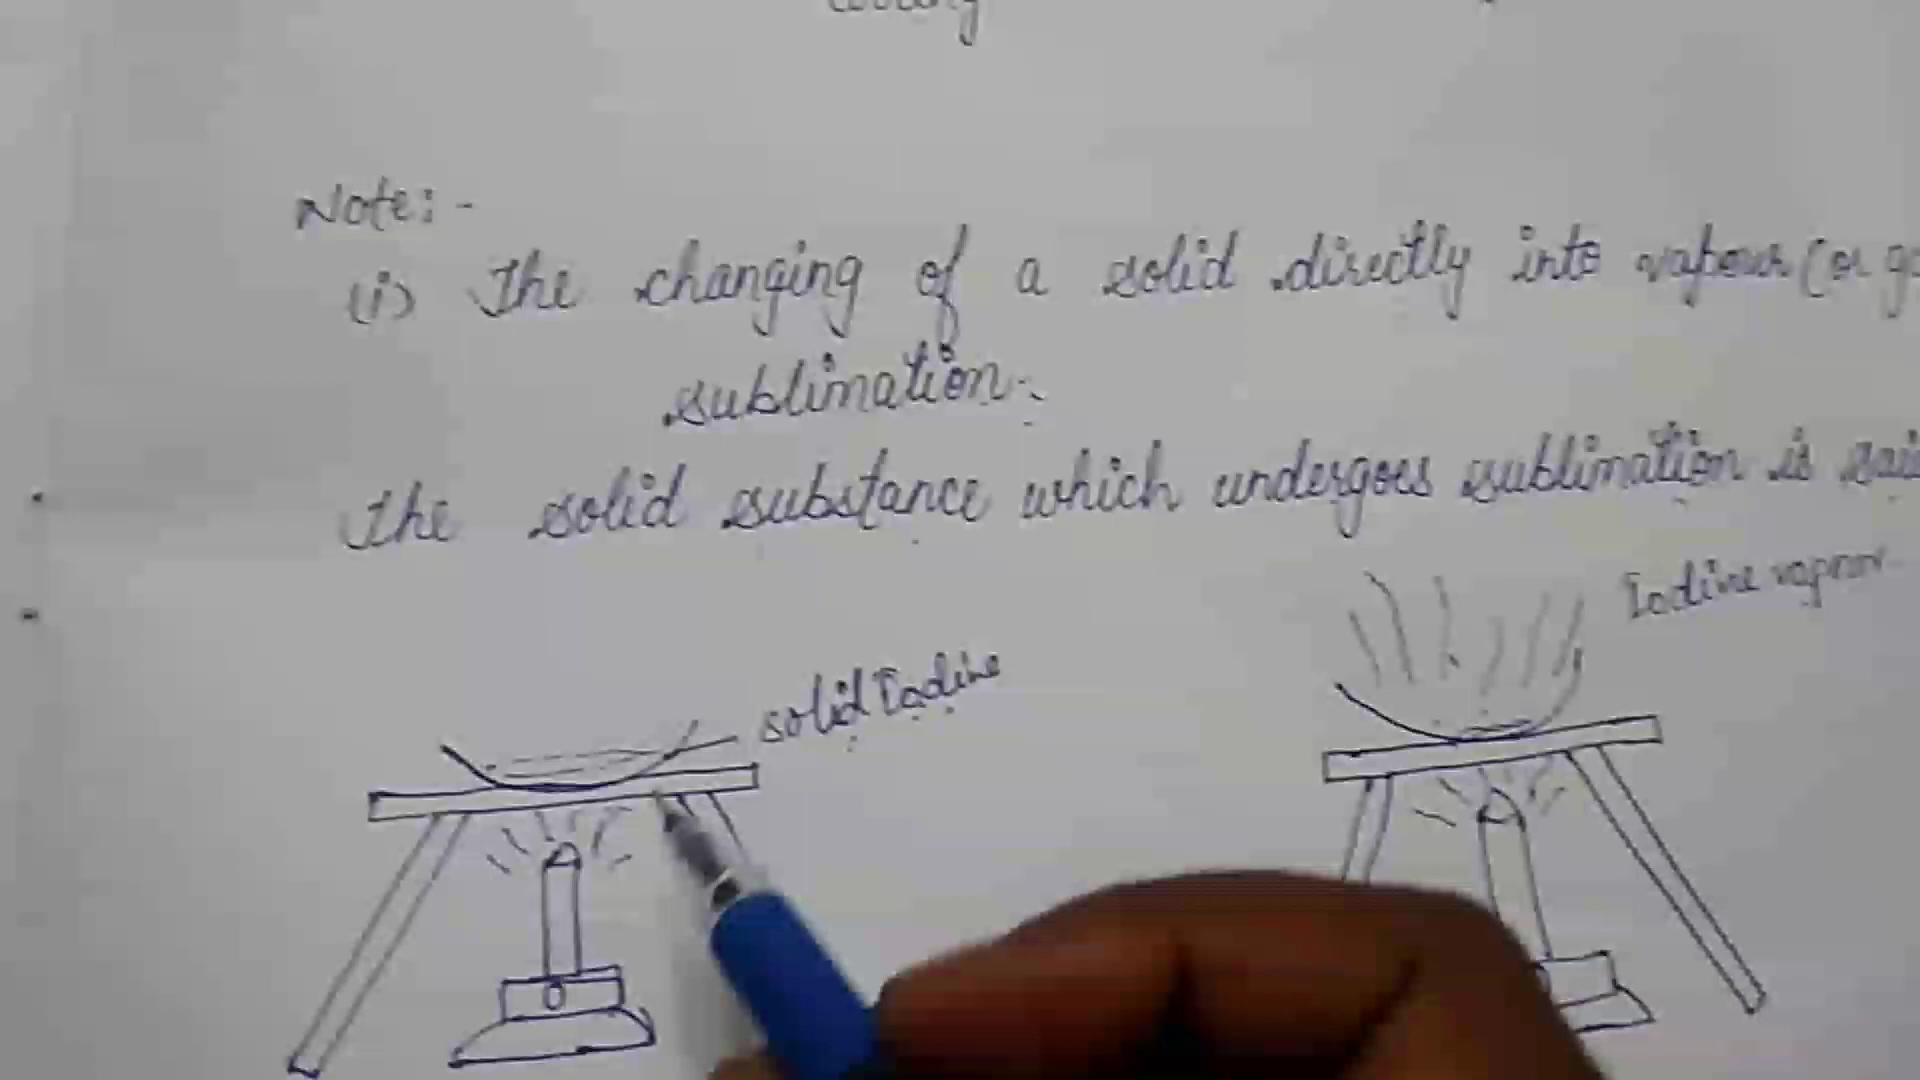 Note:-
(i) The changing of a solid directly into vapour (or
sublimation.
The solid substance which undergoes sublimation is
Iodine vapour
solid Iodine